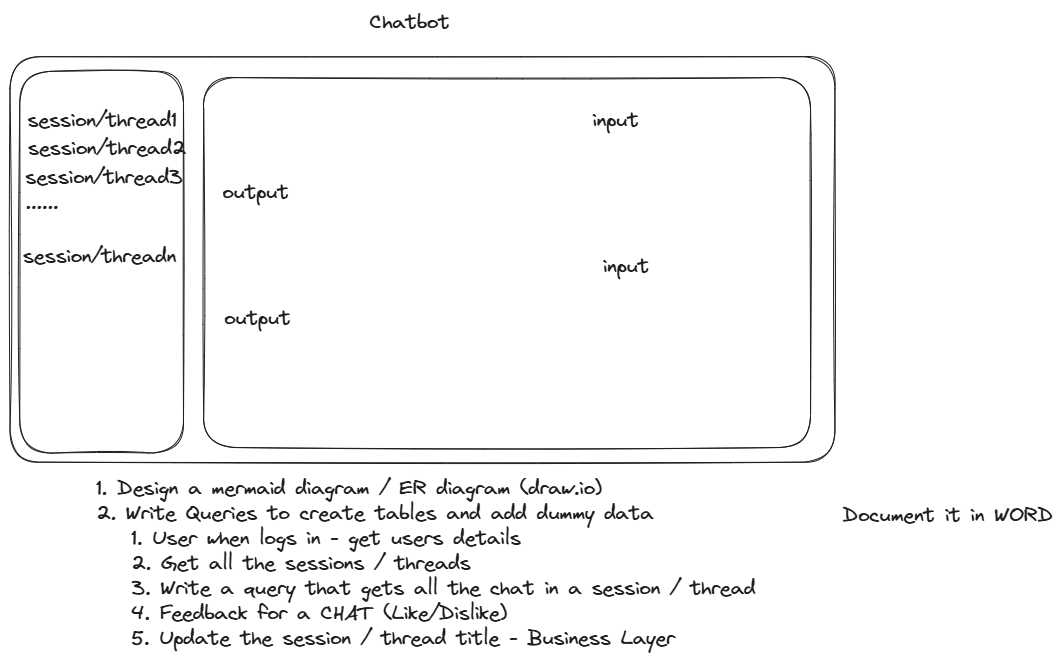 Chatbot
session/thread1
session/thread2
session/thread3
......
session/threadn
input
output
input
output
1. Design a mermaid diagram / ER diagram (draw.io)
2. Write Queries to create tables and add dummy data
1. User when logs in - get users details
2. Get all the sessions / threads
3. Write a query that gets all the chat in a session / thread
4. Feedback for a CHAT (Like/Dislike)
5. Update the session / thread title - Business Layer
Document it in WORD